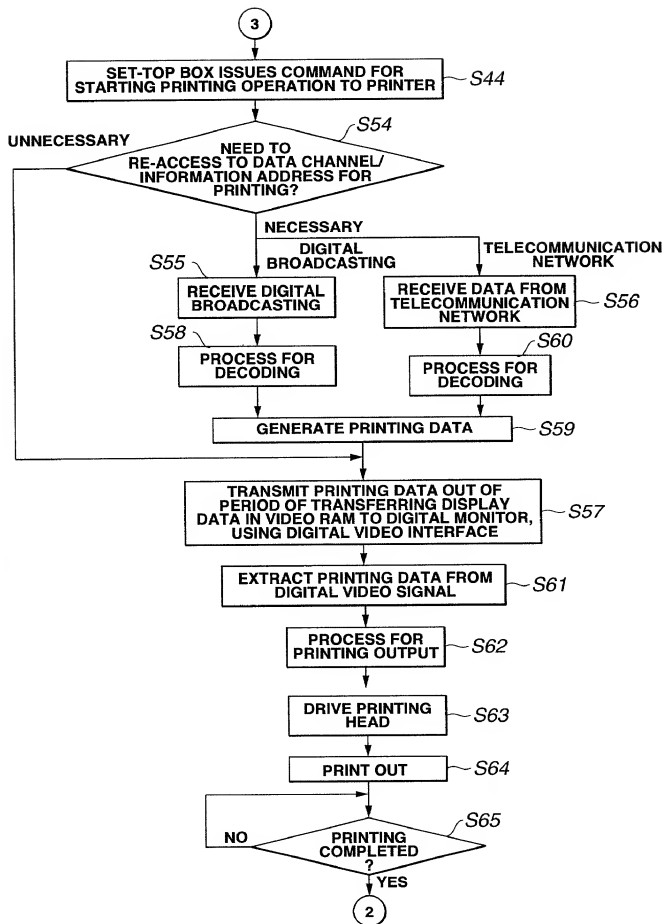 3
SET-TOP BOX ISSUES COMMAND FOR
STARTING PRINTING OPERATION TO PRINTER
S44
S54
UNNECESSARY
NEED TO
RE-ACCESS TO DATA CHANNEL/
INFORMATION ADDRESS FOR
PRINTING?
NECESSARY
DIGITAL
BROADCASTING
TELECOMMUNICATION
NETWORK
S55
RECEIVE DIGITAL
BROADCASTING
RECEIVE DATA FROM
TELECOMMUNICATION
NETWORK
S56
S58
PROCESS FOR
DECODING
S60
PROCESS FOR
DECODING
GENERATE PRINTING DATA
S59
TRANSMIT PRINTING DATA OUT OF
PERIOD OF TRANSFERRING DISPLAY
DATA IN VIDEO RAM TO DIGITAL MONITOR,
USING DIGITAL VIDEO INTERFACE
S57
EXTRACT PRINTING DATA FROM
DIGITAL VIDEO SIGNAL
S61
PROCESS FOR
PRINTING OUTPUT
S62
DRIVE PRINTING
HEAD
S63
PRINT OUT
S64
S65
NO
PRINTING
COMPLETED
?
YES
2